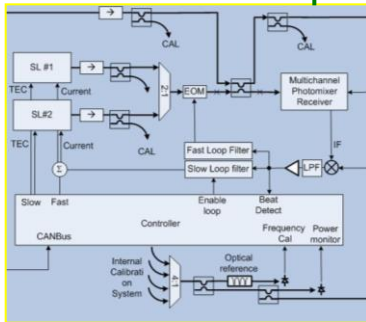 CAL
CAL
SL #1
TEC
Current
CAL
2:1
EOM
Multichannel
Photomixer
Receiver
SL#2
TEC
Current
CAL
IF
Fast Loop Filter
Slow Loop filter
LPF
Σ
Slow
Fast
Enable
loop
Beat
Detect
Controller
Frequency
Cal
Power
monitor
CANBus
Internal
Calibrati
on
System
4:1
Optical
reference